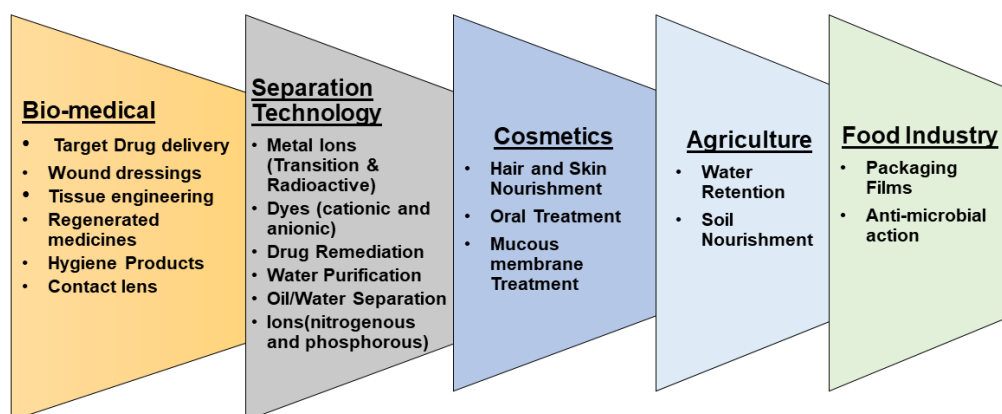 Bio-medical
• Target Drug delivery
• Wound dressings
• Tissue engineering
• Regenerated
medicines
• Hygiene Products
• Contact lens
Separation
Technology
• Metal Ions
(Transition &
Radioactive)
• Dyes (cationic and
anionic)
• Drug Remediation
• Water Purification
• Oil/Water Separation
• Ions(nitrogenous
and phosphorous)
Cosmetics
• Hair and Skin
Nourishment
• Oral Treatment
• Mucous
membrane
Treatment
Agriculture
• Water
Retention
• Soil
Nourishment
Food Industry
• Packaging
Films
• Anti-microbial
action